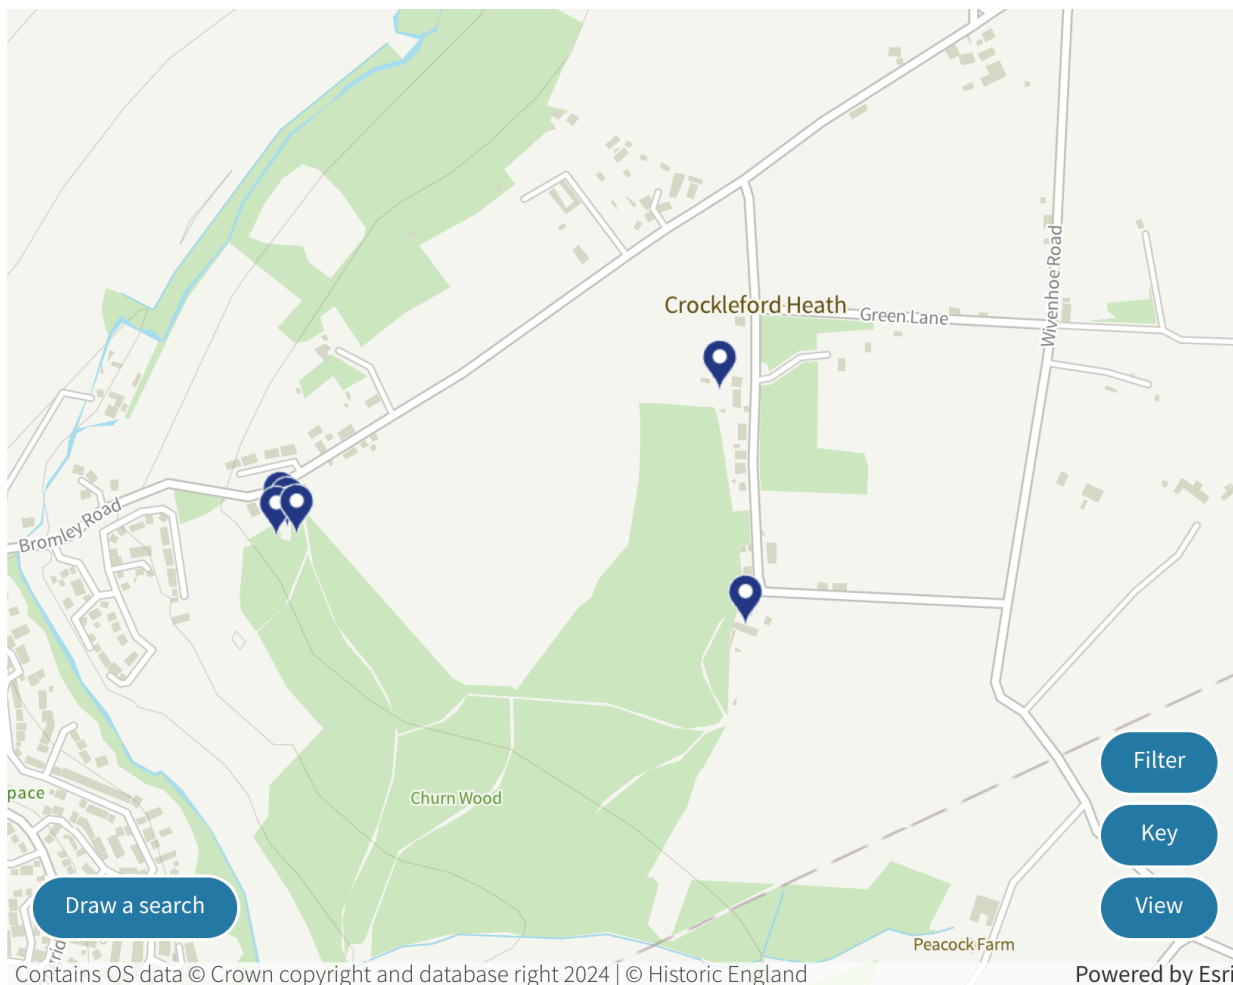 Crockleford Heath
Green Lane
Wivenhoe Road
Bromley Road
Filter
pace
Churn Wood
Key
Draw a search
View
rrid
Peacock Farm
Contains OS data © Crown copyright and database right 2024 | © Historic England
Powered by Esri